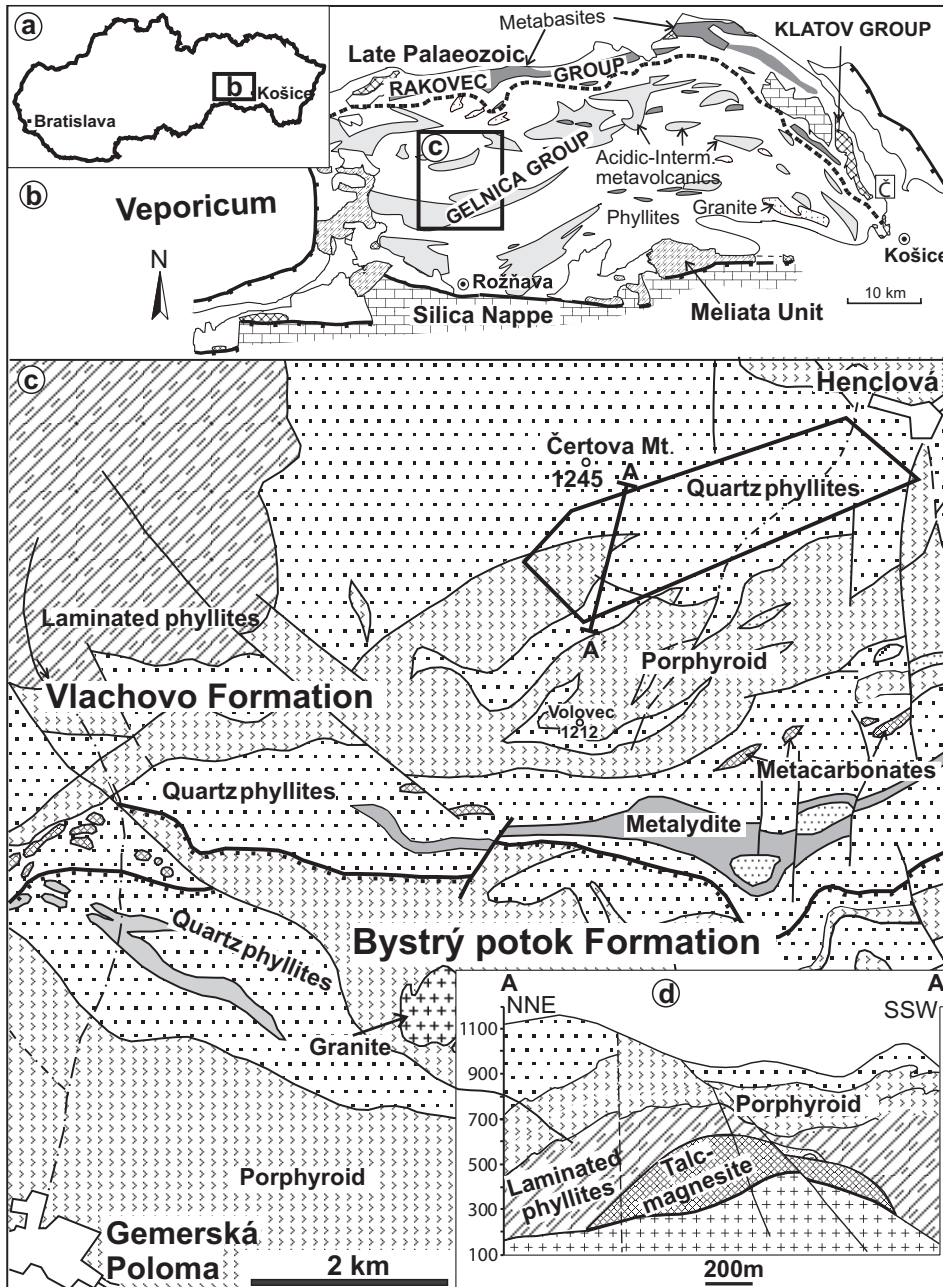 a
b
Košice
Bratislava
b
Late Palaeozoic
Metabasites
KLATOV GROUP
RAKOVEC
GROUP
c
GELNICA GROUP
Acidic-Interm.
metavolcanics
Veporicum
Phyllites
Granite
Č
Košice
N
Rožňava
Silica Nappe
Meliata Unit
10 km
c
Henclová
Čertova Mt.
1245
A
Quartz phyllites
Laminated phyllites
A
Porphyroid
Vlachovo Formation
Volovec
1212
Metacarbonates
Quartz phyllites
Metalydite
Quartz phyllites
Bystrý potok Formation
Granite
Porphyroid
Gemerská
Poloma
2 km
A
A
NNE
d
SSW
1100
900
700
500
300
100
Porphyroid
Laminated
phyllites
Talc-
magnesite
200m